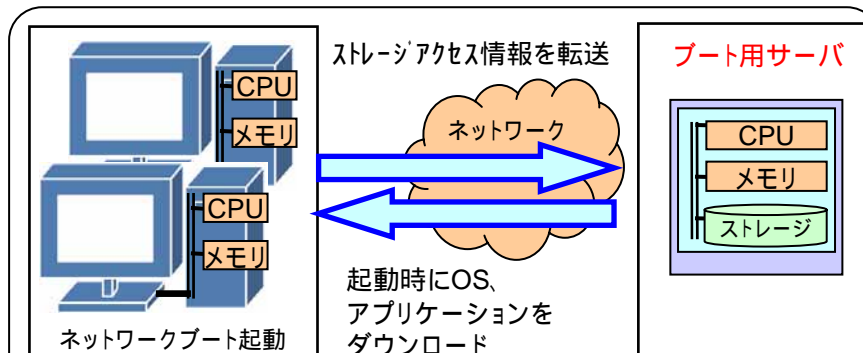 ストレージアクセス情報を転送
ブート用サーバ
CPU
メモリ
CPU
メモリ
ネットワークブート起動
ネットワーク
起動時にOS、
アプリケーションを
ダウンロード
CPU
メモリ
ストレージ